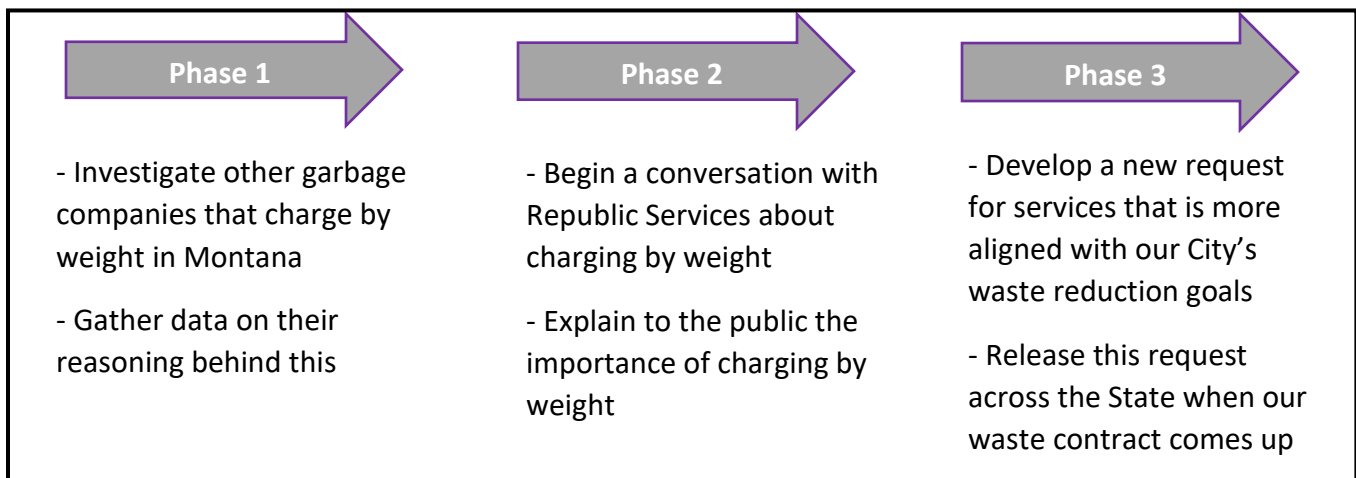 Phase 1
- Investigate other garbage
companies that charge by
weight in Montana
- Gather data on their
reasoning behind this
Phase 2
- Begin a conversation with
Republic Services about
charging by weight
- Explain to the public the
importance of charging by
weight
Phase 3
- Develop a new request
for services that is more
aligned with our City’s
waste reduction goals
- Release this request
across the State when our
waste contract comes up